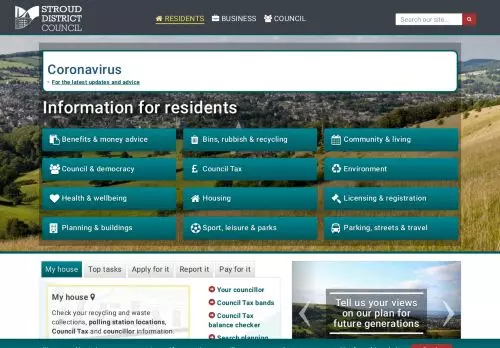 STROUD
DISTRICT
COUNCIL
RESIDENTS
BUSINESS
COUNCIL
Search our site...
Coronavirus
- For the latest updates and advice
Information for residents
Benefits & money advice
Bins, rubbish & recycling
Community & living
Council & democracy
Council Tax
Environment
Health & wellbeing
Housing
Licensing & registration
Planning & buildings
Sport, leisure & parks
Parking, streets & travel
My house
Top tasks
Apply for it
Report it
Pay for it
My house
Check your recycling and waste
collections, polling station locations,
Council Tax and councillor information
Your councillor
Council Tax bands
Council Tax
balance checker
Search planning
Tell us your views
on our plan for
future generations